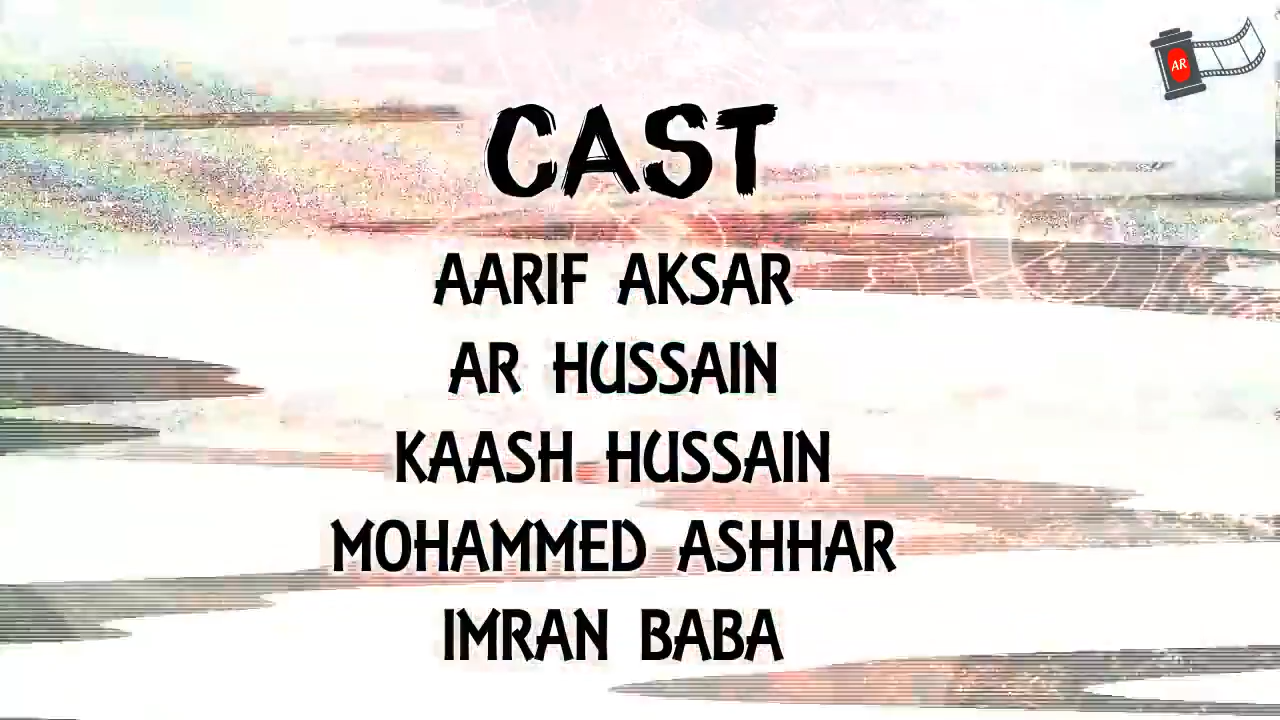 AR
CAST
AARIF AKSAR
AR HUSSAIN
KAASH HUSSAIN
MOHAMMED ASHHAR
IMRAN BABA